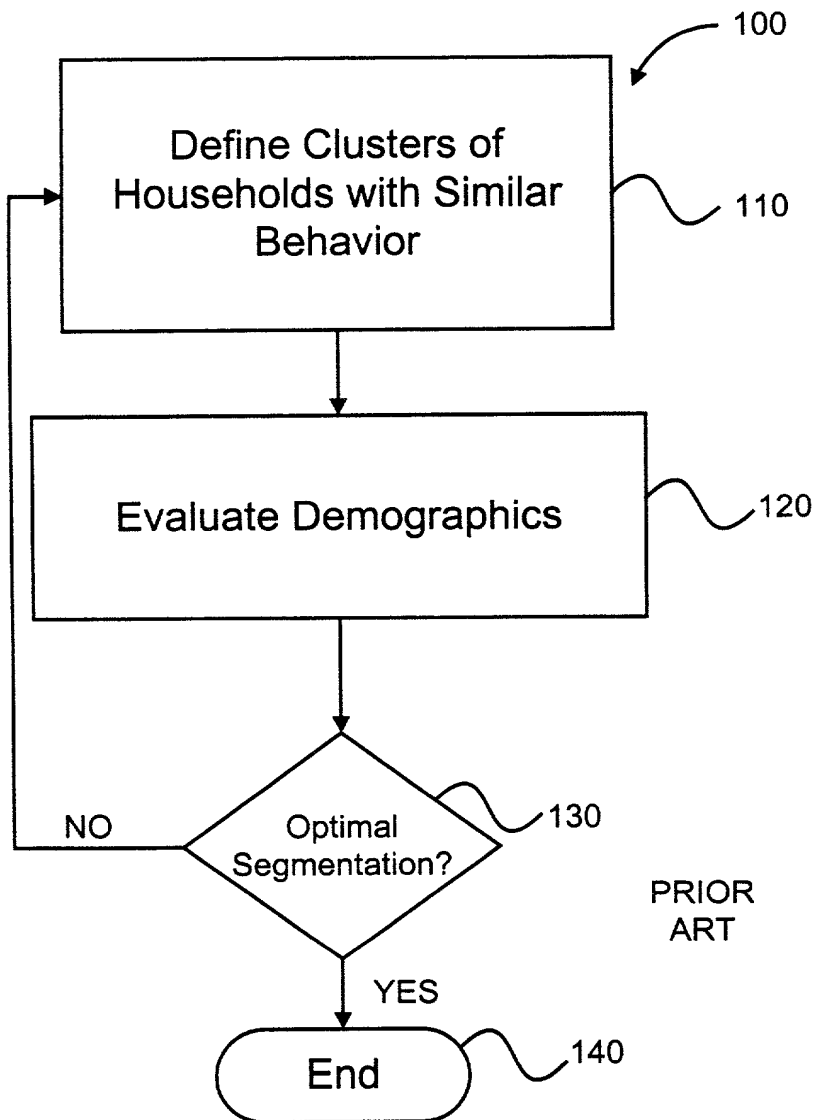 100
Define Clusters of
Households with Similar
Behavior
110
Evaluate Demographics
120
Optimal
Segmentation?
130
NO
PRIOR
ART
YES
End
140